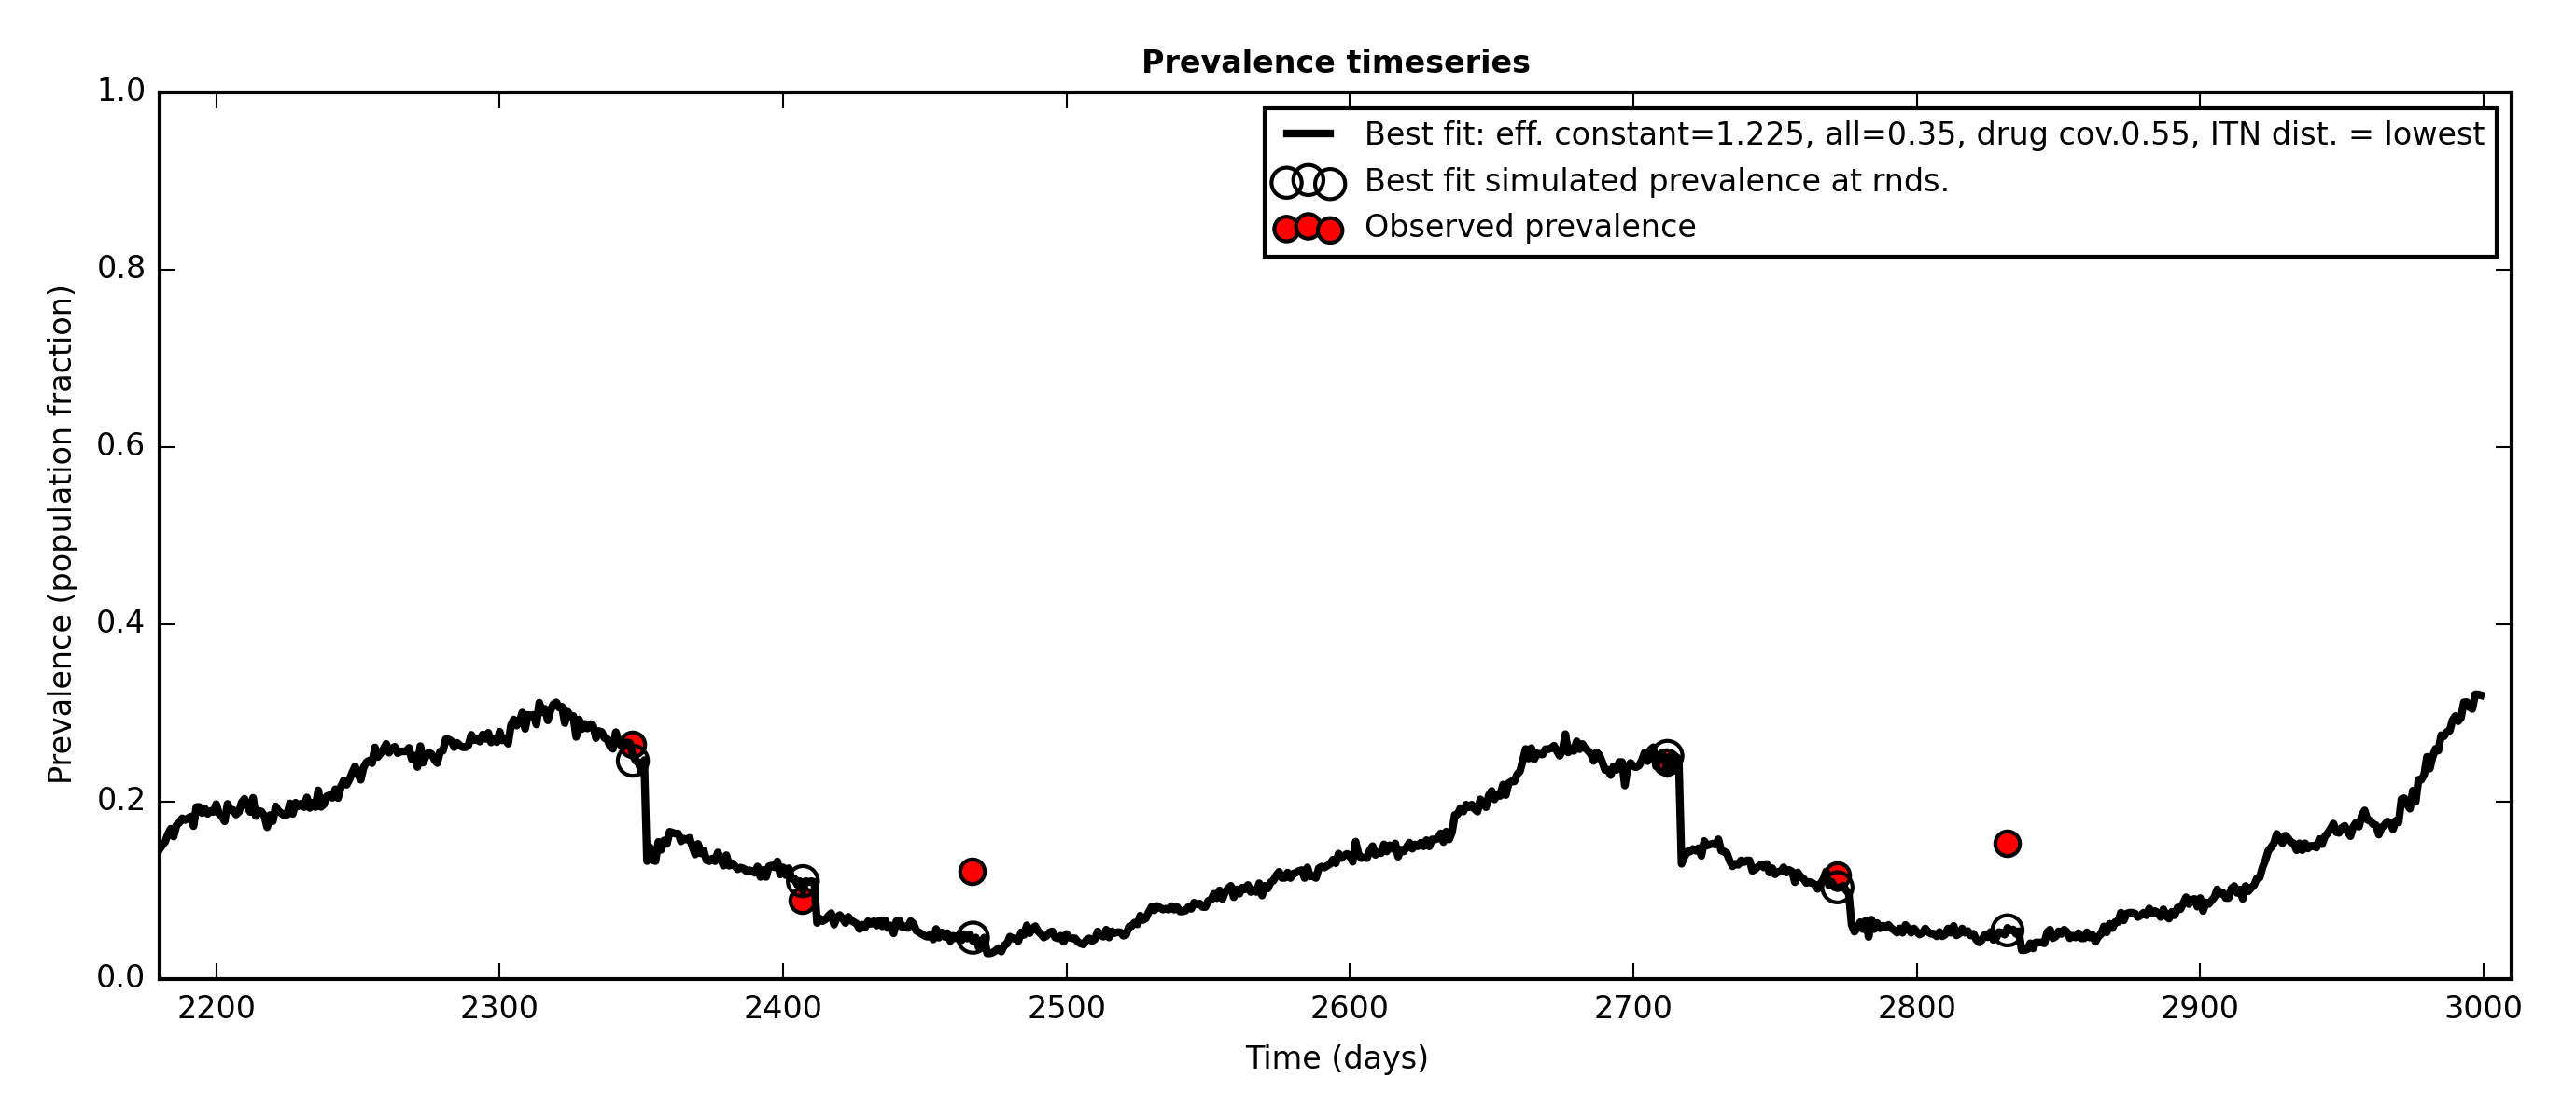 Prevalence timeseries
1.0
0.8
0.6
0.4
0.2
0.0
Prevalence (population fraction)
Best fit: eff. constant=1.225, all=0.35, drug cov.0.55, ITN dist. = lowest
Best fit simulated prevalence at rnds.
Observed prevalence
2200 2300 2400 2500 2600 2700 2800 2900 3000
Time (days)